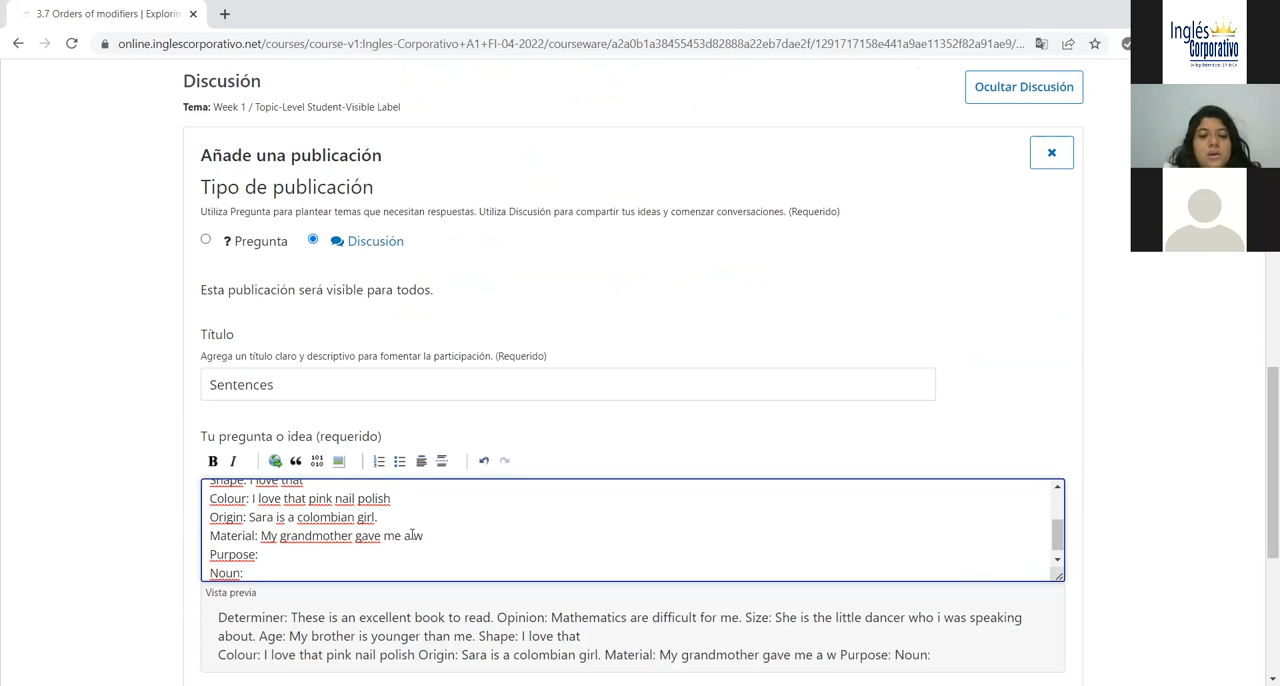 3.7 Orders of modifiers | Explorin
online.inglescorporativo.net/courses/course-v1:Ingles-Corporativo+A1+FI-04-2022/courseware/a2a0b1a38455453d82888a22eb7dae2f/1291717158e441a9ae11352f82a91ae9/...
Inglés
Corporativo
Discusión
Ocultar Discusión
Tema: Week 1 / Topic-Level Student-Visible Label
Añade una publicación
Tipo de publicación
Utiliza Pregunta para plantear temas que necesitan respuestas. Utiliza Discusión para compartir tus ideas y comenzar conversaciones. (Requerido)
? Pregunta
Discusión
Esta publicación será visible para todos.
Título
Agrega un título claro y descriptivo para fomentar la participación. (Requerido)
Sentences
Tu pregunta o idea (requerido)
B I 101 010
Shape: I love that
Colour: I love that pink nail polish
Origin: Sara is a colombian girl.
Material: My grandmother gave me a w
Purpose:
Noun:
Vista previa
Determiner: These is an excellent book to read. Opinion: Mathematics are difficult for me. Size: She is the little dancer who i was speaking
about. Age: My brother is younger than me. Shape: I love that
Colour: I love that pink nail polish Origin: Sara is a colombian girl. Material: My grandmother gave me a w Purpose: Noun: